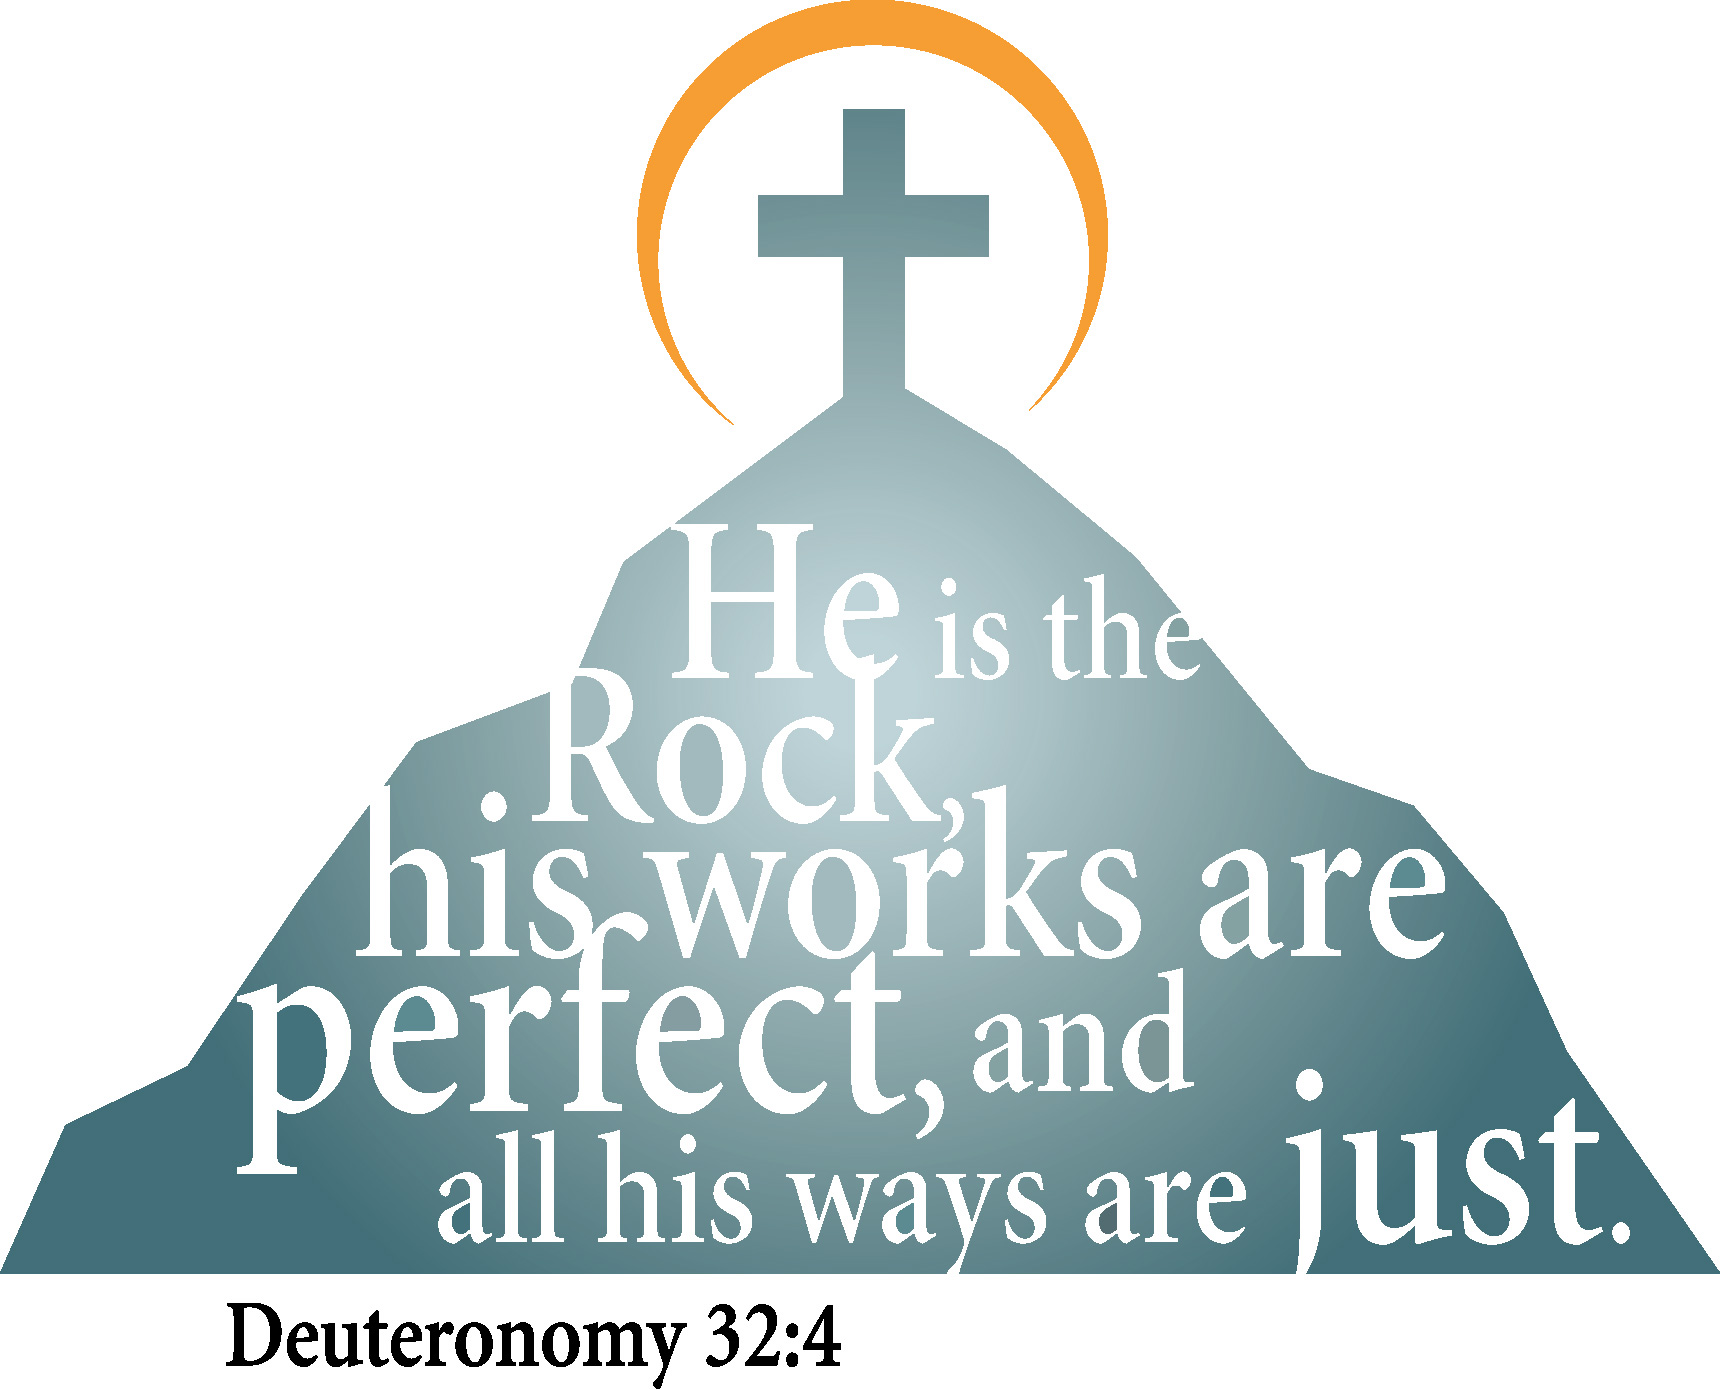 He is the
Rock,
his works are
perfect, and
all his ways are just.
Deuteronomy 32:4